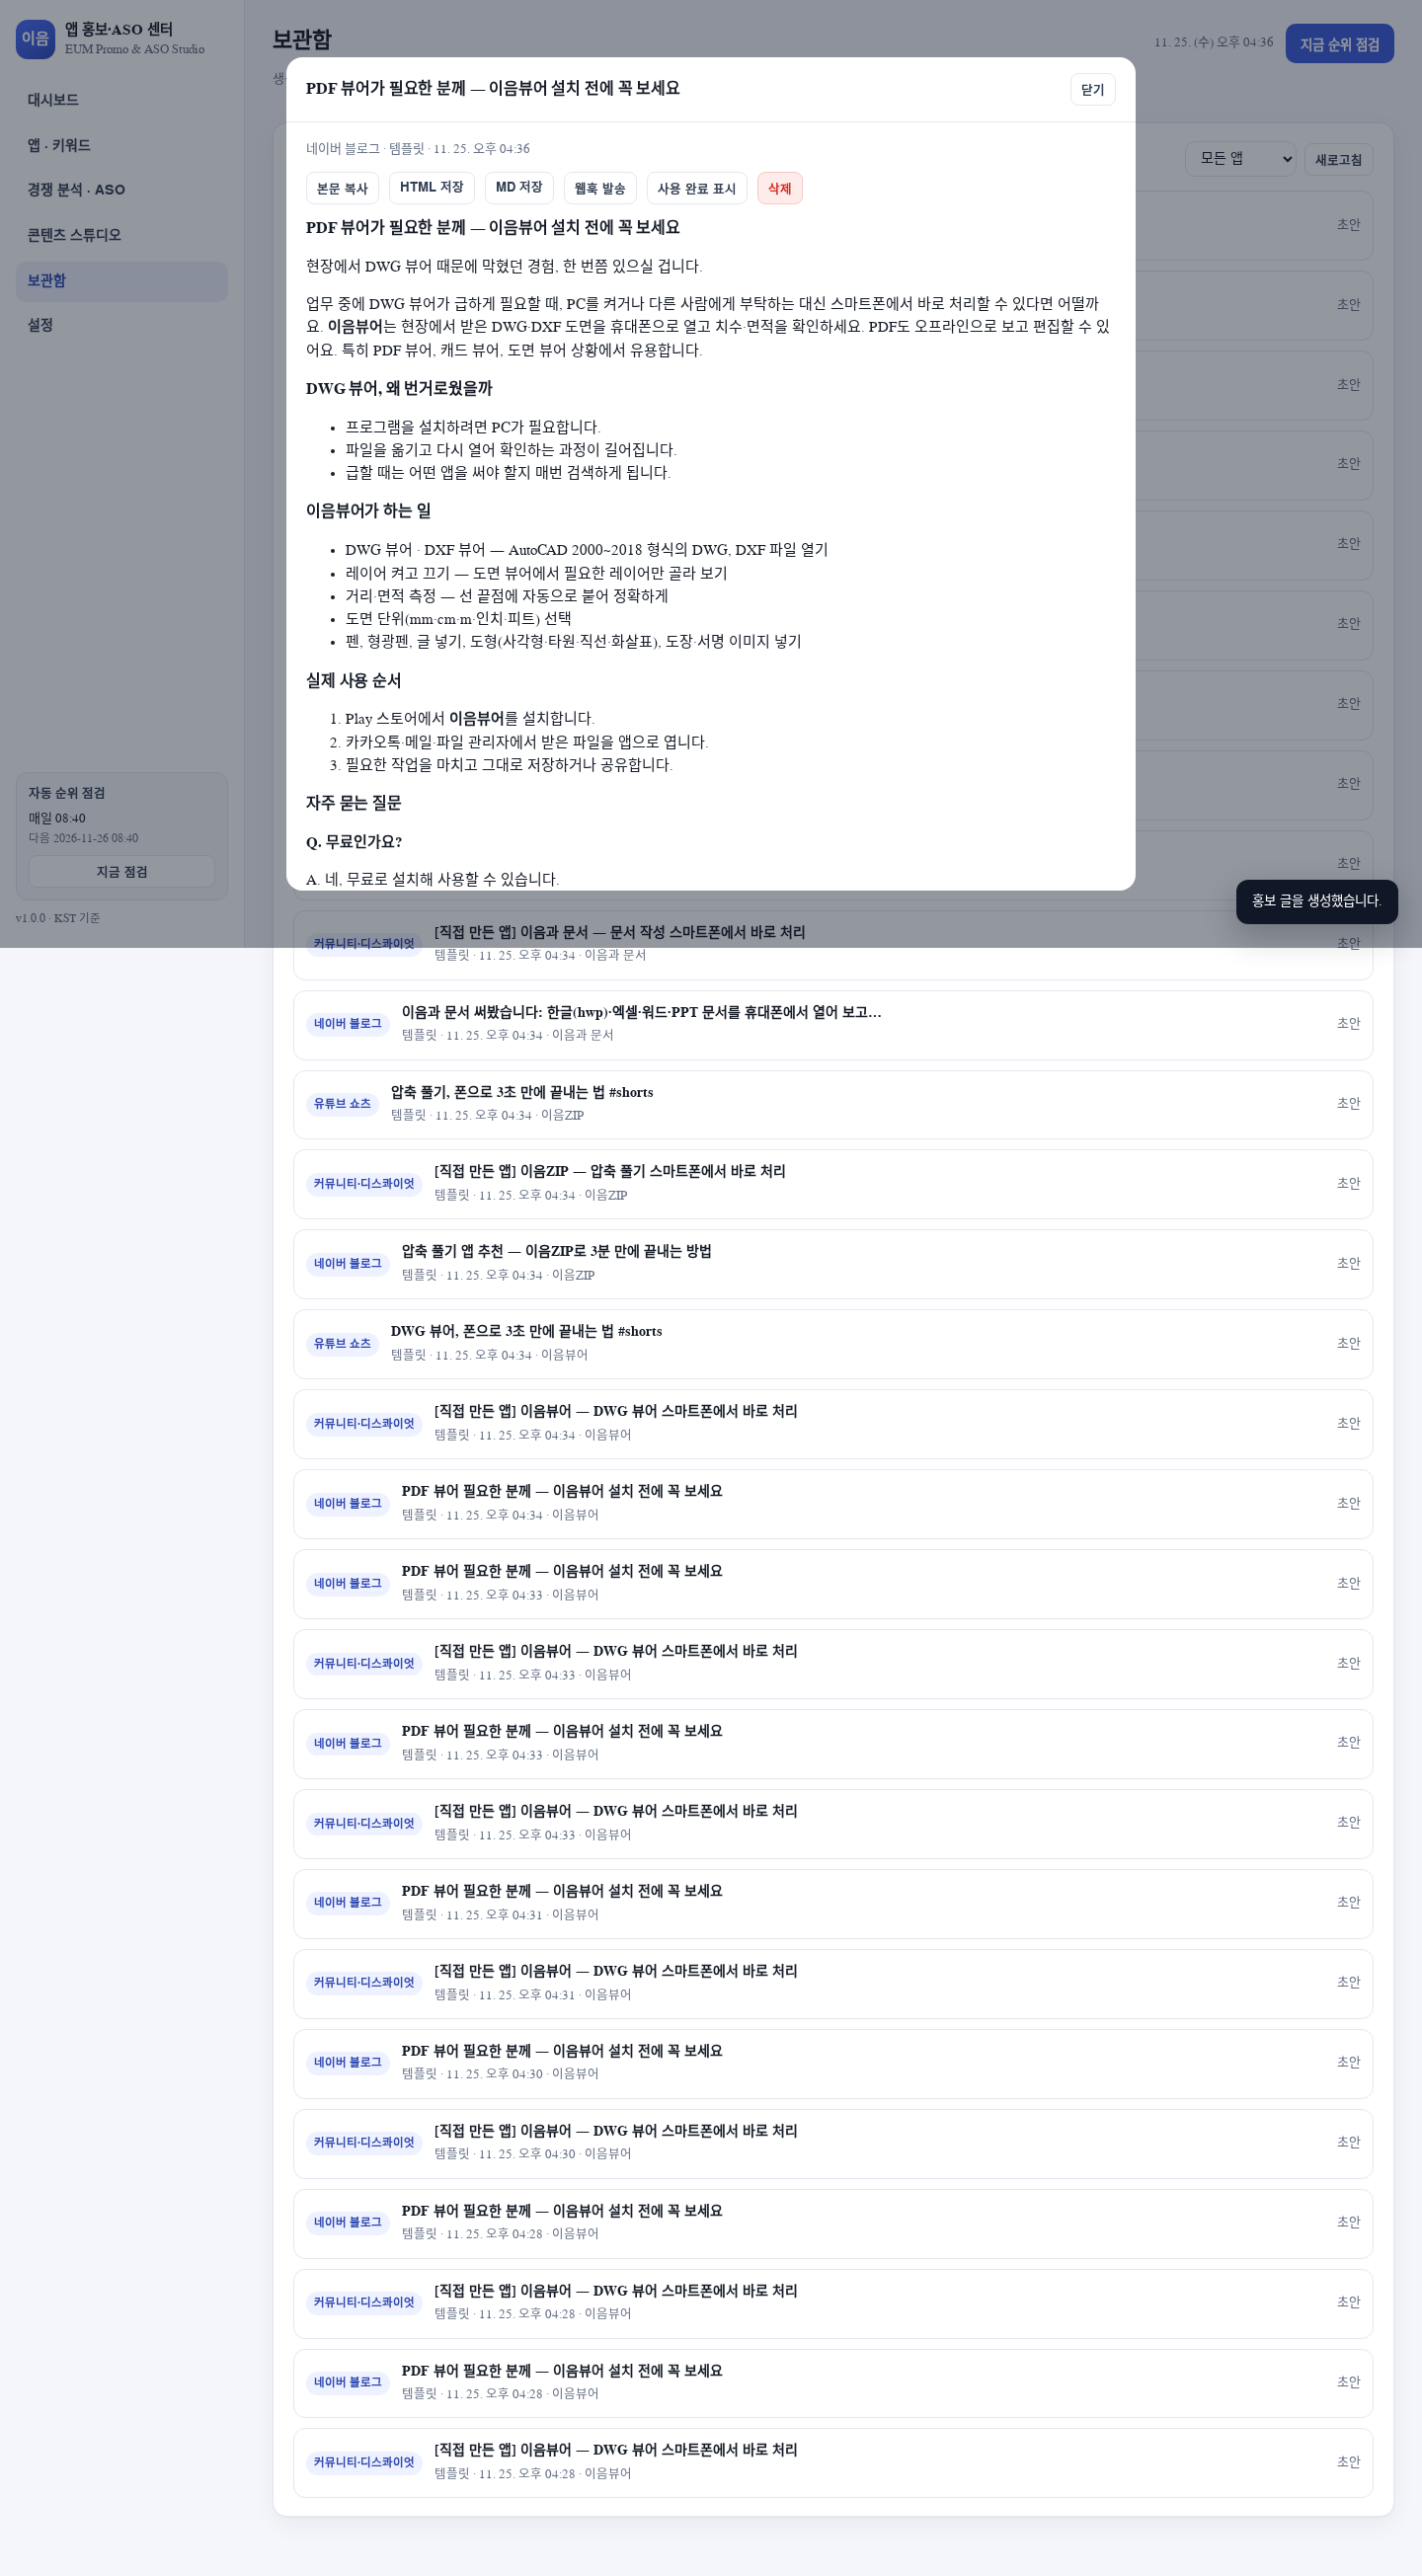 이음
앱 홍보·ASO 센터
EUM Promo & ASO Studio
대시보드
앱 · 키워드
경쟁 분석 · ASO
콘텐츠 스튜디오
보관함
설정
자동 순위 점검
매일 08:40
다음 2026-11-26 08:40
지금 점검
v1.0.0 · KST 기준
보관함
11. 25. (수) 오후 04:36
지금 순위 점검
모든 앱
새로고침
PDF 뷰어가 필요한 분께 — 이음뷰어 설치 전에 꼭 보세요
닫기
네이버 블로그 · 템플릿 · 11. 25. 오후 04:36
본문 복사
HTML 저장
MD 저장
웹훅 발송
사용 완료 표시
삭제
PDF 뷰어가 필요한 분께 — 이음뷰어 설치 전에 꼭 보세요
현장에서 DWG 뷰어 때문에 막혔던 경험, 한 번쯤 있으실 겁니다.
업무 중에 DWG 뷰어가 급하게 필요할 때, PC를 켜거나 다른 사람에게 부탁하는 대신 스마트폰에서 바로 처리할 수 있다면 어떨까
요. 이음뷰어는 현장에서 받은 DWG·DXF 도면을 휴대폰으로 열고 치수·면적을 확인하세요. PDF도 오프라인으로 보고 편집할 수 있
어요. 특히 PDF 뷰어, 캐드 뷰어, 도면 뷰어 상황에서 유용합니다.
DWG 뷰어, 왜 번거로웠을까
• 프로그램을 설치하려면 PC가 필요합니다.
• 파일을 옮기고 다시 열어 확인하는 과정이 길어집니다.
• 급할 때는 어떤 앱을 써야 할지 매번 검색하게 됩니다.
이음뷰어가 하는 일
• DWG 뷰어 · DXF 뷰어 — AutoCAD 2000~2018 형식의 DWG, DXF 파일 열기
• 레이어 켜고 끄기 — 도면 뷰어에서 필요한 레이어만 골라 보기
• 거리·면적 측정 — 선 끝점에 자동으로 붙어 정확하게
• 도면 단위(mm·cm·m·인치·피트) 선택
• 펜, 형광펜, 글 넣기, 도형(사각형·타원·직선·화살표), 도장·서명 이미지 넣기
실제 사용 순서
1. Play 스토어에서 이음뷰어를 설치합니다.
2. 카카오톡·메일·파일 관리자에서 받은 파일을 앱으로 엽니다.
3. 필요한 작업을 마치고 그대로 저장하거나 공유합니다.
자주 묻는 질문
Q. 무료인가요?
A. 네, 무료로 설치해 사용할 수 있습니다.
초안
초안
초안
초안
초안
초안
초안
초안
초안
홍보 글을 생성했습니다.
커뮤니티·디스콰이엇
[직접 만든 앱] 이음과 문서 — 문서 작성 스마트폰에서 바로 처리
템플릿 · 11. 25. 오후 04:34 · 이음과 문서
초안
네이버 블로그
이음과 문서 써봤습니다: 한글(hwp)·엑셀·워드·PPT 문서를 휴대폰에서 열어 보고…
템플릿 · 11. 25. 오후 04:34 · 이음과 문서
초안
유튜브 쇼츠
압축 풀기, 폰으로 3초 만에 끝내는 법 #shorts
템플릿 · 11. 25. 오후 04:34 · 이음ZIP
초안
커뮤니티·디스콰이엇
[직접 만든 앱] 이음ZIP — 압축 풀기 스마트폰에서 바로 처리
템플릿 · 11. 25. 오후 04:34 · 이음ZIP
초안
네이버 블로그
압축 풀기 앱 추천 — 이음ZIP로 3분 만에 끝내는 방법
템플릿 · 11. 25. 오후 04:34 · 이음ZIP
초안
유튜브 쇼츠
DWG 뷰어, 폰으로 3초 만에 끝내는 법 #shorts
템플릿 · 11. 25. 오후 04:34 · 이음뷰어
초안
커뮤니티·디스콰이엇
[직접 만든 앱] 이음뷰어 — DWG 뷰어 스마트폰에서 바로 처리
템플릿 · 11. 25. 오후 04:34 · 이음뷰어
초안
네이버 블로그
PDF 뷰어 필요한 분께 — 이음뷰어 설치 전에 꼭 보세요
템플릿 · 11. 25. 오후 04:34 · 이음뷰어
초안
네이버 블로그
PDF 뷰어 필요한 분께 — 이음뷰어 설치 전에 꼭 보세요
템플릿 · 11. 25. 오후 04:33 · 이음뷰어
초안
커뮤니티·디스콰이엇
[직접 만든 앱] 이음뷰어 — DWG 뷰어 스마트폰에서 바로 처리
템플릿 · 11. 25. 오후 04:33 · 이음뷰어
초안
네이버 블로그
PDF 뷰어 필요한 분께 — 이음뷰어 설치 전에 꼭 보세요
템플릿 · 11. 25. 오후 04:33 · 이음뷰어
초안
커뮤니티·디스콰이엇
[직접 만든 앱] 이음뷰어 — DWG 뷰어 스마트폰에서 바로 처리
템플릿 · 11. 25. 오후 04:33 · 이음뷰어
초안
네이버 블로그
PDF 뷰어 필요한 분께 — 이음뷰어 설치 전에 꼭 보세요
템플릿 · 11. 25. 오후 04:31 · 이음뷰어
초안
커뮤니티·디스콰이엇
[직접 만든 앱] 이음뷰어 — DWG 뷰어 스마트폰에서 바로 처리
템플릿 · 11. 25. 오후 04:31 · 이음뷰어
초안
네이버 블로그
PDF 뷰어 필요한 분께 — 이음뷰어 설치 전에 꼭 보세요
템플릿 · 11. 25. 오후 04:30 · 이음뷰어
초안
커뮤니티·디스콰이엇
[직접 만든 앱] 이음뷰어 — DWG 뷰어 스마트폰에서 바로 처리
템플릿 · 11. 25. 오후 04:30 · 이음뷰어
초안
네이버 블로그
PDF 뷰어 필요한 분께 — 이음뷰어 설치 전에 꼭 보세요
템플릿 · 11. 25. 오후 04:28 · 이음뷰어
초안
커뮤니티·디스콰이엇
[직접 만든 앱] 이음뷰어 — DWG 뷰어 스마트폰에서 바로 처리
템플릿 · 11. 25. 오후 04:28 · 이음뷰어
초안
네이버 블로그
PDF 뷰어 필요한 분께 — 이음뷰어 설치 전에 꼭 보세요
템플릿 · 11. 25. 오후 04:28 · 이음뷰어
초안
커뮤니티·디스콰이엇
[직접 만든 앱] 이음뷰어 — DWG 뷰어 스마트폰에서 바로 처리
템플릿 · 11. 25. 오후 04:28 · 이음뷰어
초안